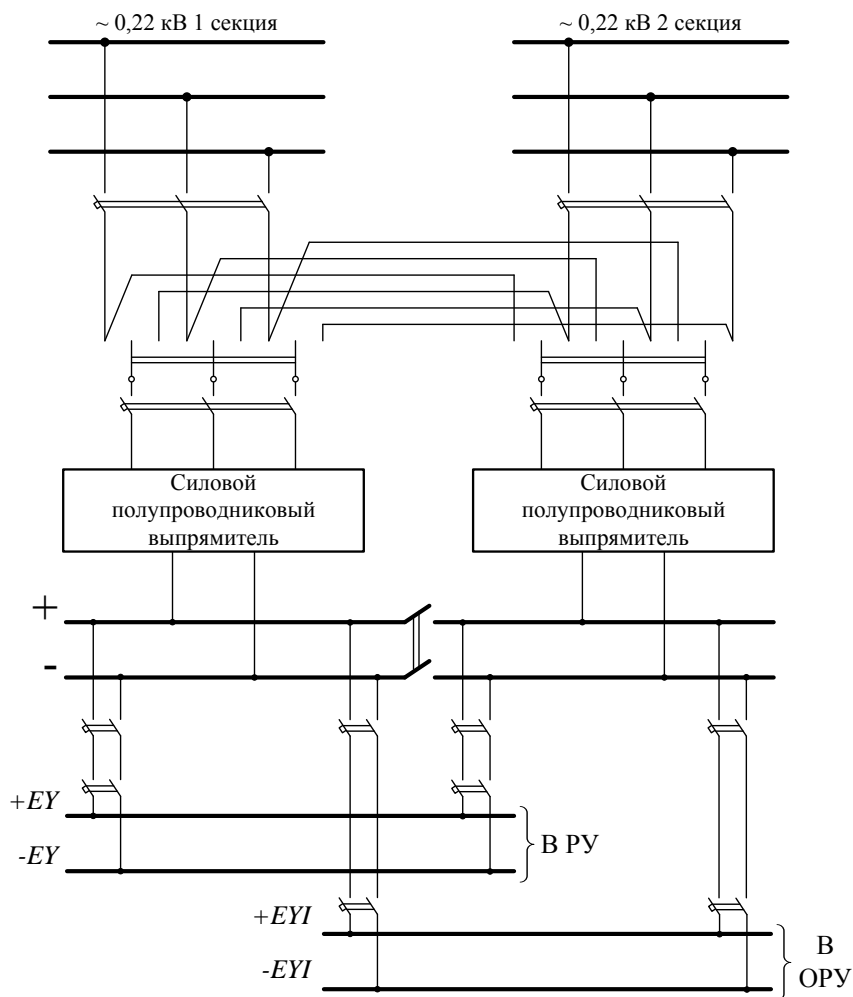 ~ 0,22 кВ 1 секция
~ 0,22 кВ 2 секция
Силовой
полупроводниковый
выпрямитель
Силовой
полупроводниковый
выпрямитель
+
-
+EY
-EY
В РУ
+EYI
-EYI
В
ОРУ